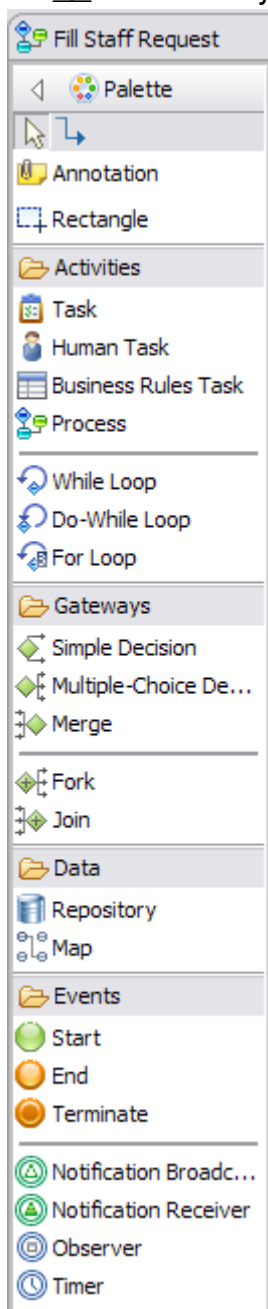 Fill Staff Request
Palette
Annotation
Rectangle
Activities
Task
Human Task
Business Rules Task
Process
While Loop
Do-While Loop
For Loop
Gateways
Simple Decision
Multiple-Choice De...
Merge
Fork
Join
Data
Repository
Map
Events
Start
End
Terminate
Notification Broadc...
Notification Receiver
Observer
Timer